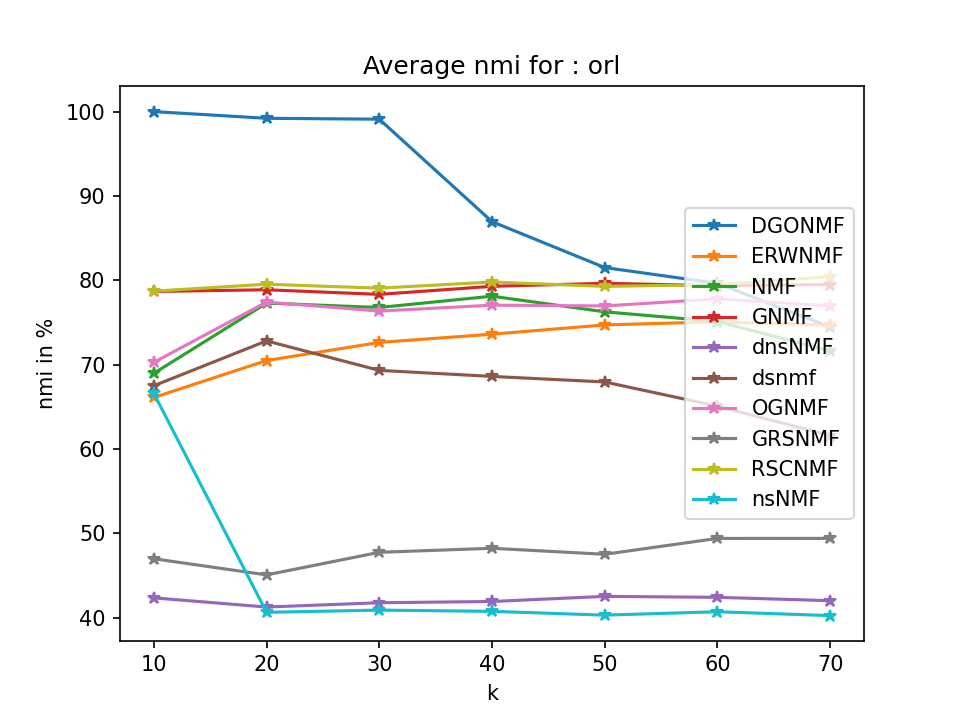 Average nmi for : orl
nmi in %
100
90
80
70
60
50
40
DGONMF
ERWNMF
NMF
GNMF
dnsNMF
dsnmf
OGNMF
GRSNMF
RSCNMF
nsNMF
10 20 30 40 50 60 70
k